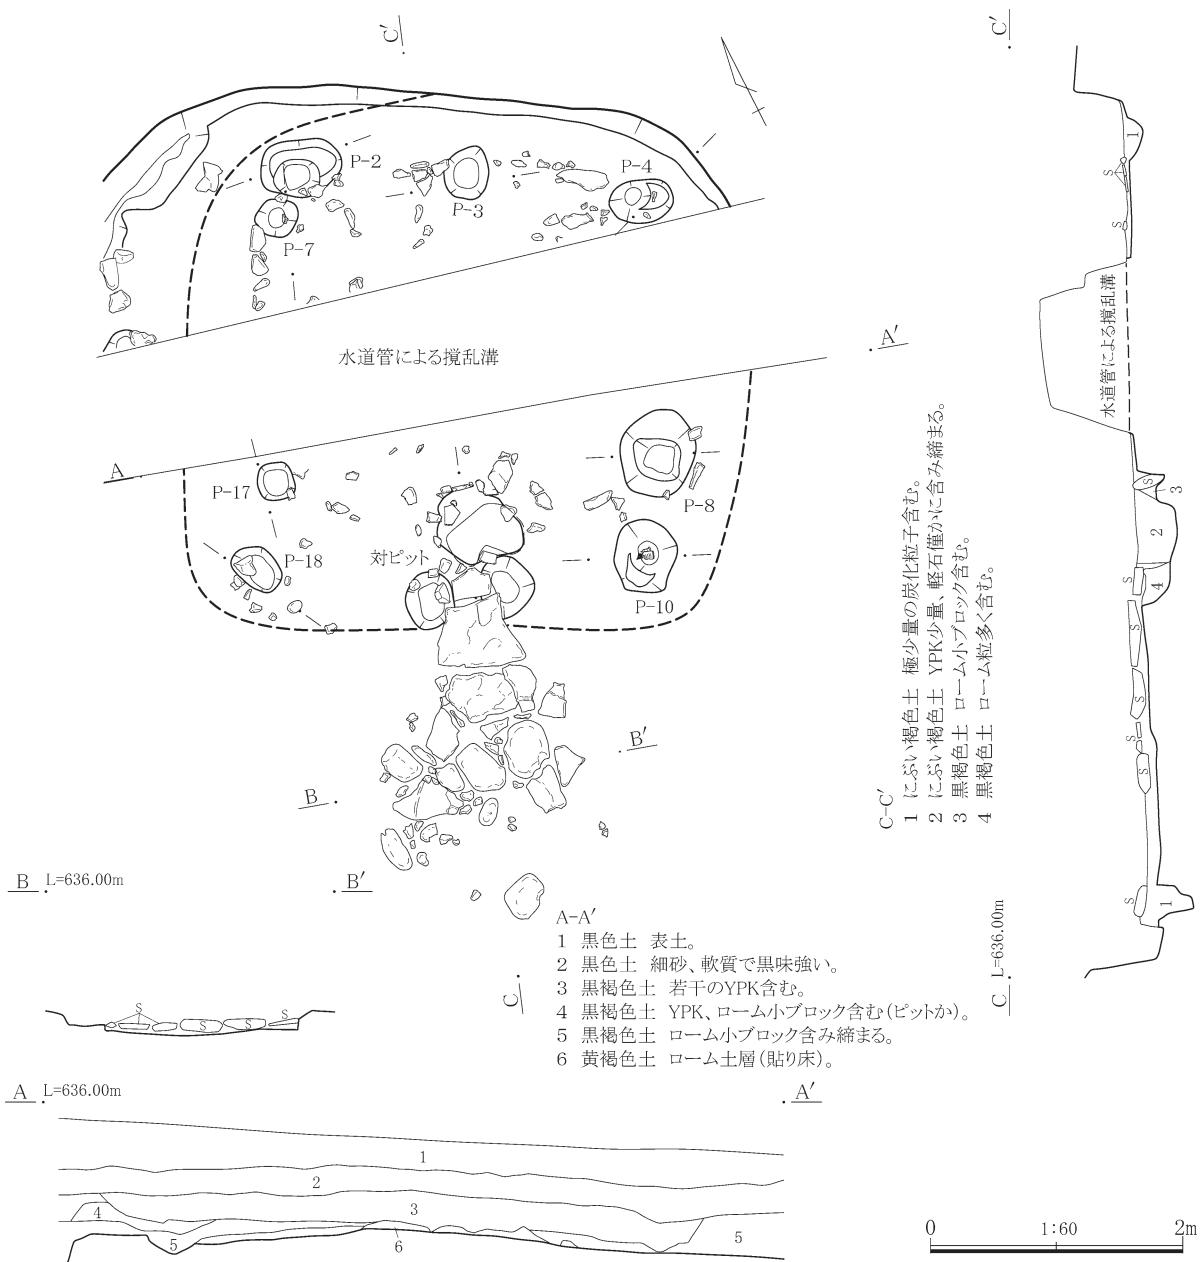 C′
C′
P-2
P-3
P-4
P-7
1
S
S
水道管による撹乱溝
水道管による撹乱溝
A′
A
P-17
P-18
対ピット
P-8
P-10
S
3
2
S
4
S
S
S
S
S
1
B′
B
C-C′
1 にぶい褐色土 極少量の炭化粒子含む。
2 にぶい褐色土 YPK少量、軽石僅かに含み締まる。
3 黒褐色土 ローム小ブロック含む。
4 黒褐色土 ローム粒多く含む。
B L=636.00m B′
S
S
S
S
C
C L=636.00m
A-A′
1 黒色土 表土。
2 黒色土 細砂、軟質で黒味強い。
3 黒褐色土 若干のYPK含む。
4 黒褐色土 YPK、ローム小ブロック含む(ピットか)。
5 黒褐色土 ローム小ブロック含み締まる。
6 黄褐色土 ローム土層(貼り床)。
A L=636.00m A′
1
2
3
4
5
6
5
0 1:60 2m